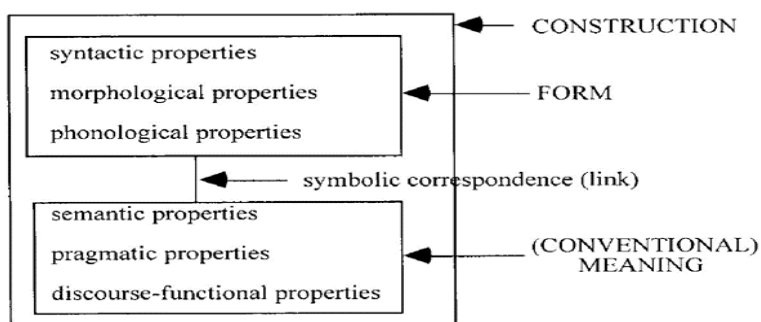 CONSTRUCTION
syntactic properties
morphological properties
FORM
phonological properties
symbolic correspondence (link)
semantic properties
pragmatic properties
(CONVENTIONAL)
MEANING
discourse-functional properties